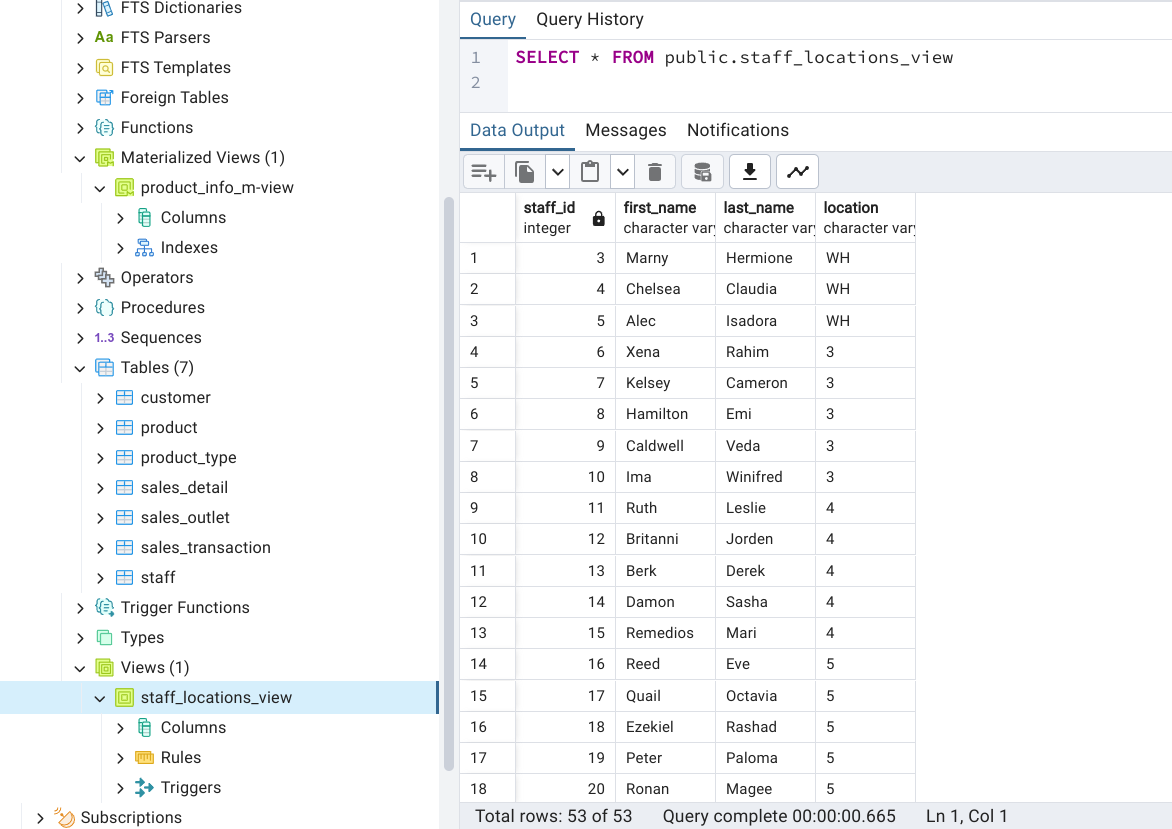 FTS Dictionaries
Aa FTS Parsers
FTS Templates
Foreign Tables
Functions
Materialized Views (1)
product_info_m-view
Columns
Indexes
Operators
Procedures
1..3 Sequences
Tables (7)
customer
product
product_type
sales_detail
sales_outlet
sales_transaction
staff
Trigger Functions
Types
Views (1)
staff_locations_view
Columns
Rules
Triggers
Subscriptions
Query Query History
1 SELECT * FROM public.staff_locations_view
2
Data Output Messages Notifications
staff_id first_name last_name location
integer character vary character vary character vary
1 3 Marny Hermione WH
2 4 Chelsea Claudia WH
3 5 Alec Isadora WH
4 6 Xena Rahim 3
5 7 Kelsey Cameron 3
6 8 Hamilton Emi 3
7 9 Caldwell Veda 3
8 10 Ima Winifred 3
9 11 Ruth Leslie 4
10 12 Britanni Jorden 4
11 13 Berk Derek 4
12 14 Damon Sasha 4
13 15 Remedios Mari 4
14 16 Reed Eve 5
15 17 Quail Octavia 5
16 18 Ezekiel Rashad 5
17 19 Peter Paloma 5
18 20 Ronan Magee 5
Total rows: 53 of 53 Query complete 00:00:00.665 Ln 1, Col 1